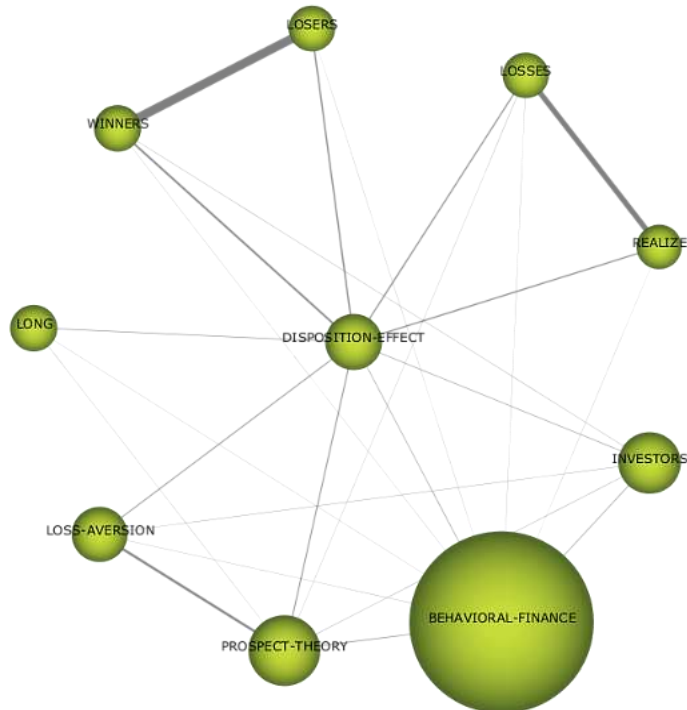 LOSERS
LOSSES
WINNERS
REALIZE
LONG
DISPOSITION-EFFECT
INVESTORS
LOSS-AVERSION
BEHAVIORAL-FINANCE
PROSPECT-THEORY